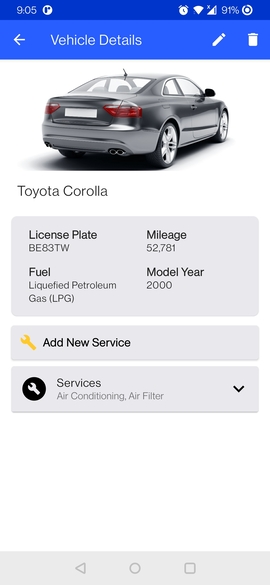 9:05 91%
Vehicle Details
Toyota Corolla
License Plate Mileage
BE83TW 52,781
Fuel Model Year
Liquefied Petroleum 2000
Gas (LPG)
Add New Service
Services
Air Conditioning, Air Filter